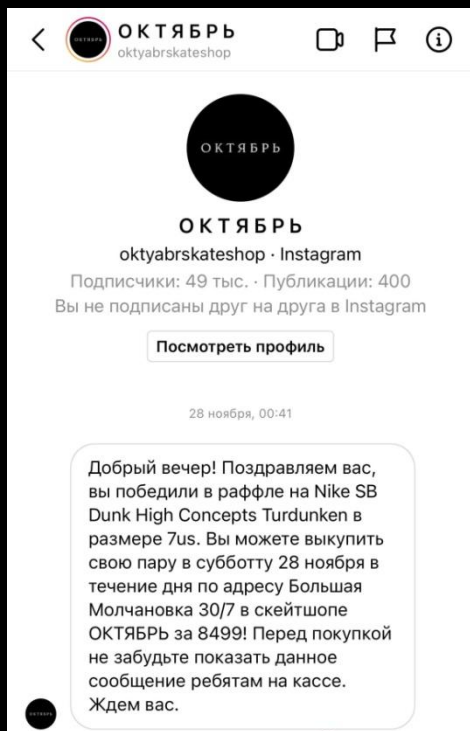 ОКТЯБРЬ
oktyabrskateshop
ОКТЯБРЬ
ОКТЯБРЬ
ОКТЯБРЬ
oktyabrskateshop · Instagram
Подписчики: 49 тыс. · Публикации: 400
Вы не подписаны друг на друга в Instagram
Посмотреть профиль
28 ноября, 00:41
Добрый вечер! Поздравляем вас,
вы победили в раффле на Nike SB
Dunk High Concepts Turdunken в
размере 7us. Вы можете выкупить
свою пару в субботту 28 ноября в
течение дня по адресу Большая
Молчановка 30/7 в скейтшопе
ОКТЯБРЬ за 8499! Перед покупкой
не забудьте показать данное
сообщение ребятам на кассе.
Ждем вас.
ОКТЯБРЬ